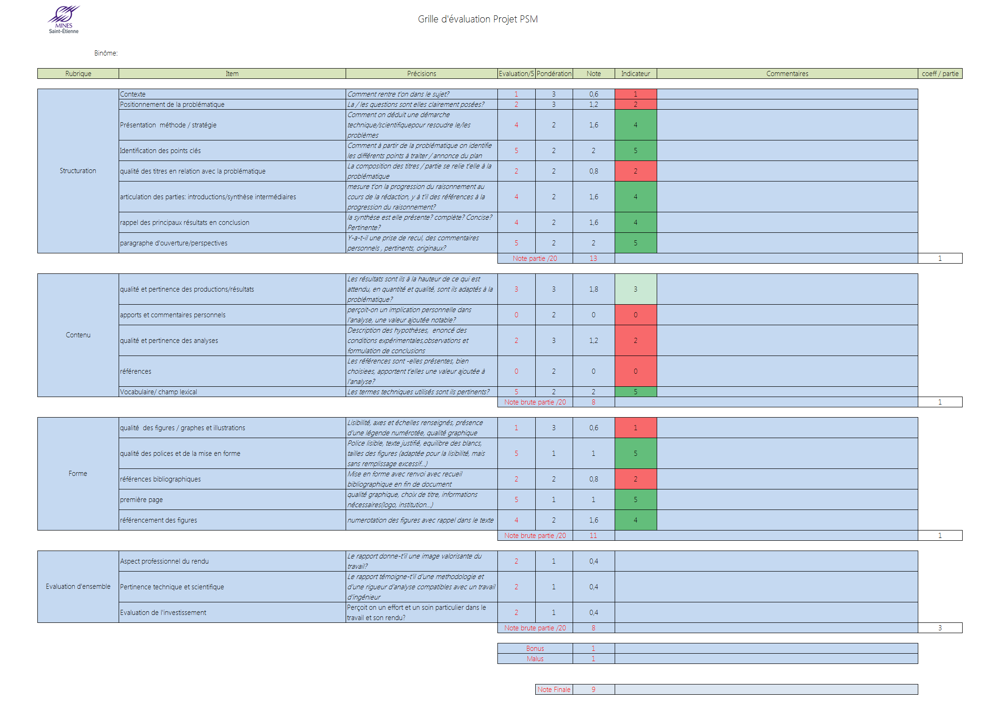 MINES
Saint-Étienne
Grille d'évaluation Projet PSM
Binôme:
Rubrique Item Précisions Evaluation/5 Pondération Note Indicateur Commentaires coeff / partie
Structuration
Contexte Comment rentre t'on dans le sujet? 1 3 0,6 1
Positionnement de la problématique La / les questions sont elles clairement posées? 2 3 1,2 2
Présentation  méthode / stratégie
Comment on déduit une démarche
technique/scientifiquepour resoudre le/les
problèmes
4 2 1,6 4
Identification des points clés
Comment à partir de la problématique on identifie
les différents points à traiter / annonce du plan
5 2 2 5
qualité des titres en relation avec la problématique
La composition des titres / partie se relie t'elle à la
problématique
2 2 0,8 2
articulation des parties: introductions/synthèse intermédiaires
mesure t'on la progression du raisonnement au
cours de la rédaction, y à t'il des références à la
progression du raisonnement?
4 2 1,6 4
rappel des principaux résultats en conclusion
la synthèse est elle présente? complète? Concise?
Pertinente?
4 2 1,6 4
paragraphe d'ouverture/perspectives
Y-a-t-il une prise de recul, des commentaires
personnels , pertinents, originaux?
5 2 2 5
Note partie /20 13 1
Contenu
qualité et pertinence des productions/résultats
Les résultats sont ils à la hauteur de ce qui est
attendu, en quantité et qualité, sont ils adaptés à la
problématique?
3 3 1,8 3
apports et commentaires personnels
perçoit-on un implication personnelle dans
l'analyse, une valeur ajoutée notable?
0 2 0 0
qualité et pertinence des analyses
Description des hypothèses,  enoncé des
conditions expérimentales,observations et
formulation de conclusions
2 3 1,2 2
références
Les références sont -elles présentes, bien
choisiees, apportent t'elles une valeur ajoutée à
l'analyse?
0 2 0 0
Vocabulaire/ champ lexical Les termes techniques utilisés sont ils pertinents? 5 2 2 5
Note brute partie /20 8 1
Forme
qualité  des figures / graphes et illustrations
Lisibilité, axes et échelles renseignés, présence
d'une légende numérotée, qualité graphique
1 3 0,6 1
qualité des polices et de la mise en forme
Police lisible, texte justifié, equilibre des blancs,
tailles des figures (adaptée pour la lisibilité, mais
sans remplissage excessif...)
5 1 1 5
références bibliographiques
Mise en forme avec renvoi avec recueil
bibliographique en fin de document
2 2 0,8 2
première page
qualité graphique, choix de titre, informations
nécessaires(logo, institution...)
5 1 1 5
référencement des figures numerotation des figures avec rappel dans le texte 4 2 1,6 4
Note brute partie /20 11 1
Evaluation d'ensemble
Aspect professionnel du rendu
Le rapport donne-t'il une image valorisante du
travail?
2 1 0,4
Pertinence technique et scientifique
Le rapport témoigne-t'il d'une methodologie et
d'une rigueur d'analyse compatibles avec un travail
d'ingénieur
2 1 0,4
Evaluation de l'investissement
Perçoit on un effort et un soin particulier dans le
travail et son rendu?
2 1 0,4
Note brute partie /20 8 3
Bonus 1
Malus 1
Note Finale 9